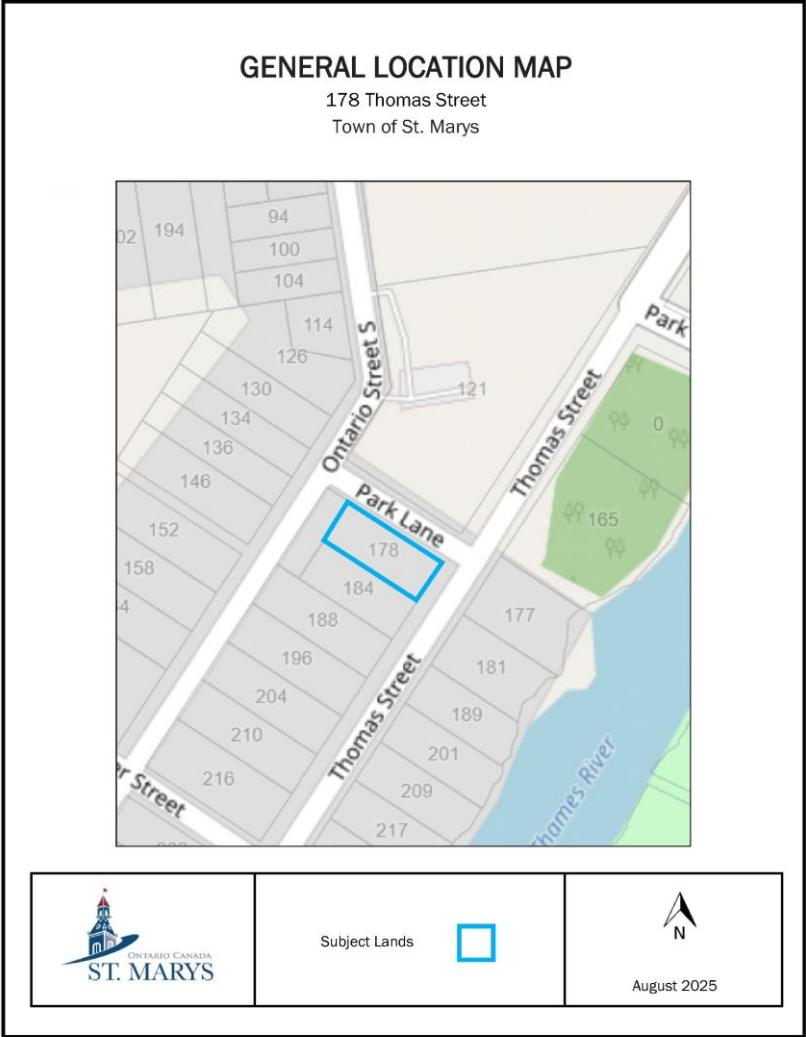 GENERAL LOCATION MAP
178 Thomas Street
Town of St. Marys
94
194
02
100
104
114
126
Park
Ontario Street S
130
121
134
0
136
Thomas Street
146
Park Lane
165
152
178
158
184
4
188
177
196
181
204
189
210
Thomas Street
201
216
209
er Street
217
Thames River
Subject Lands
N
August 2025
ONTARIO CANADA
ST. MARYS